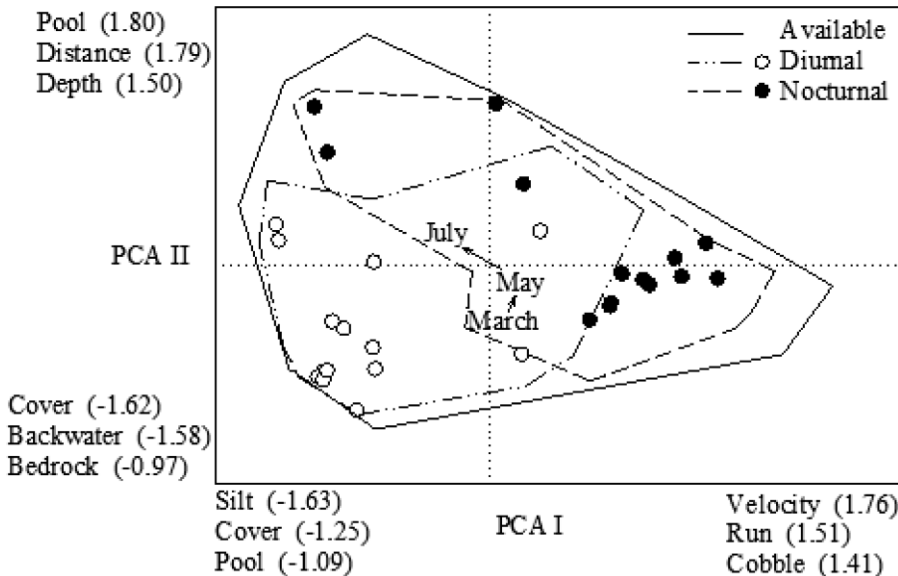 Pool (1.80)
Distance (1.79)
Depth (1.50)
Available
Diurnal
Nocturnal
July
PCA II
May
March
Cover (-1.62)
Backwater (-1.58)
Bedrock (-0.97)
Silt (-1.63)
Cover (-1.25)
Pool (-1.09)
PCA I
Velocity (1.76)
Run (1.51)
Cobble (1.41)